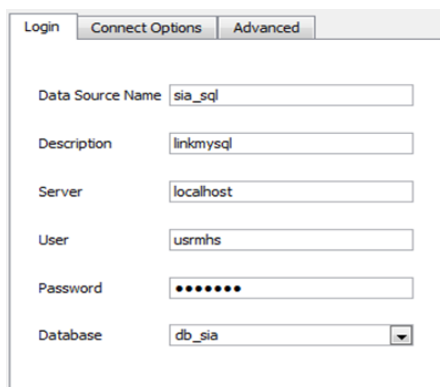 Login Connect Options Advanced
Data Source Name sia_sql
Description linkmysql
Server localhost
User usrmhs
Password •••••••
Database db_sia